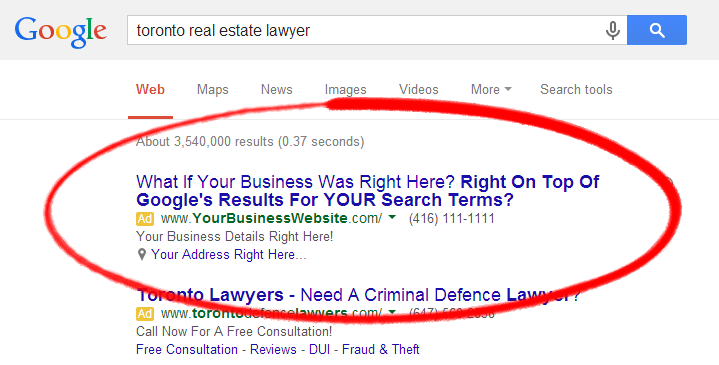 Google toronto real estate lawyer
Web Maps News Images Videos More Search tools
About 3,540,000 results (0.37 seconds)
What If Your Business Was Right Here? Right On Top Of
Google's Results For YOUR Search Terms?
Ad www.YourBusinessWebsite.com/ (416) 111-1111
Your Business Details Right Here!
Your Address Right Here...
Toronto Lawyers - Need A Criminal Defence Lawyer?
Ad www.torontodefencelawyers.com/ (647)
Call Now For A Free Consultation!
Free Consultation - Reviews - DUI - Fraud & Theft